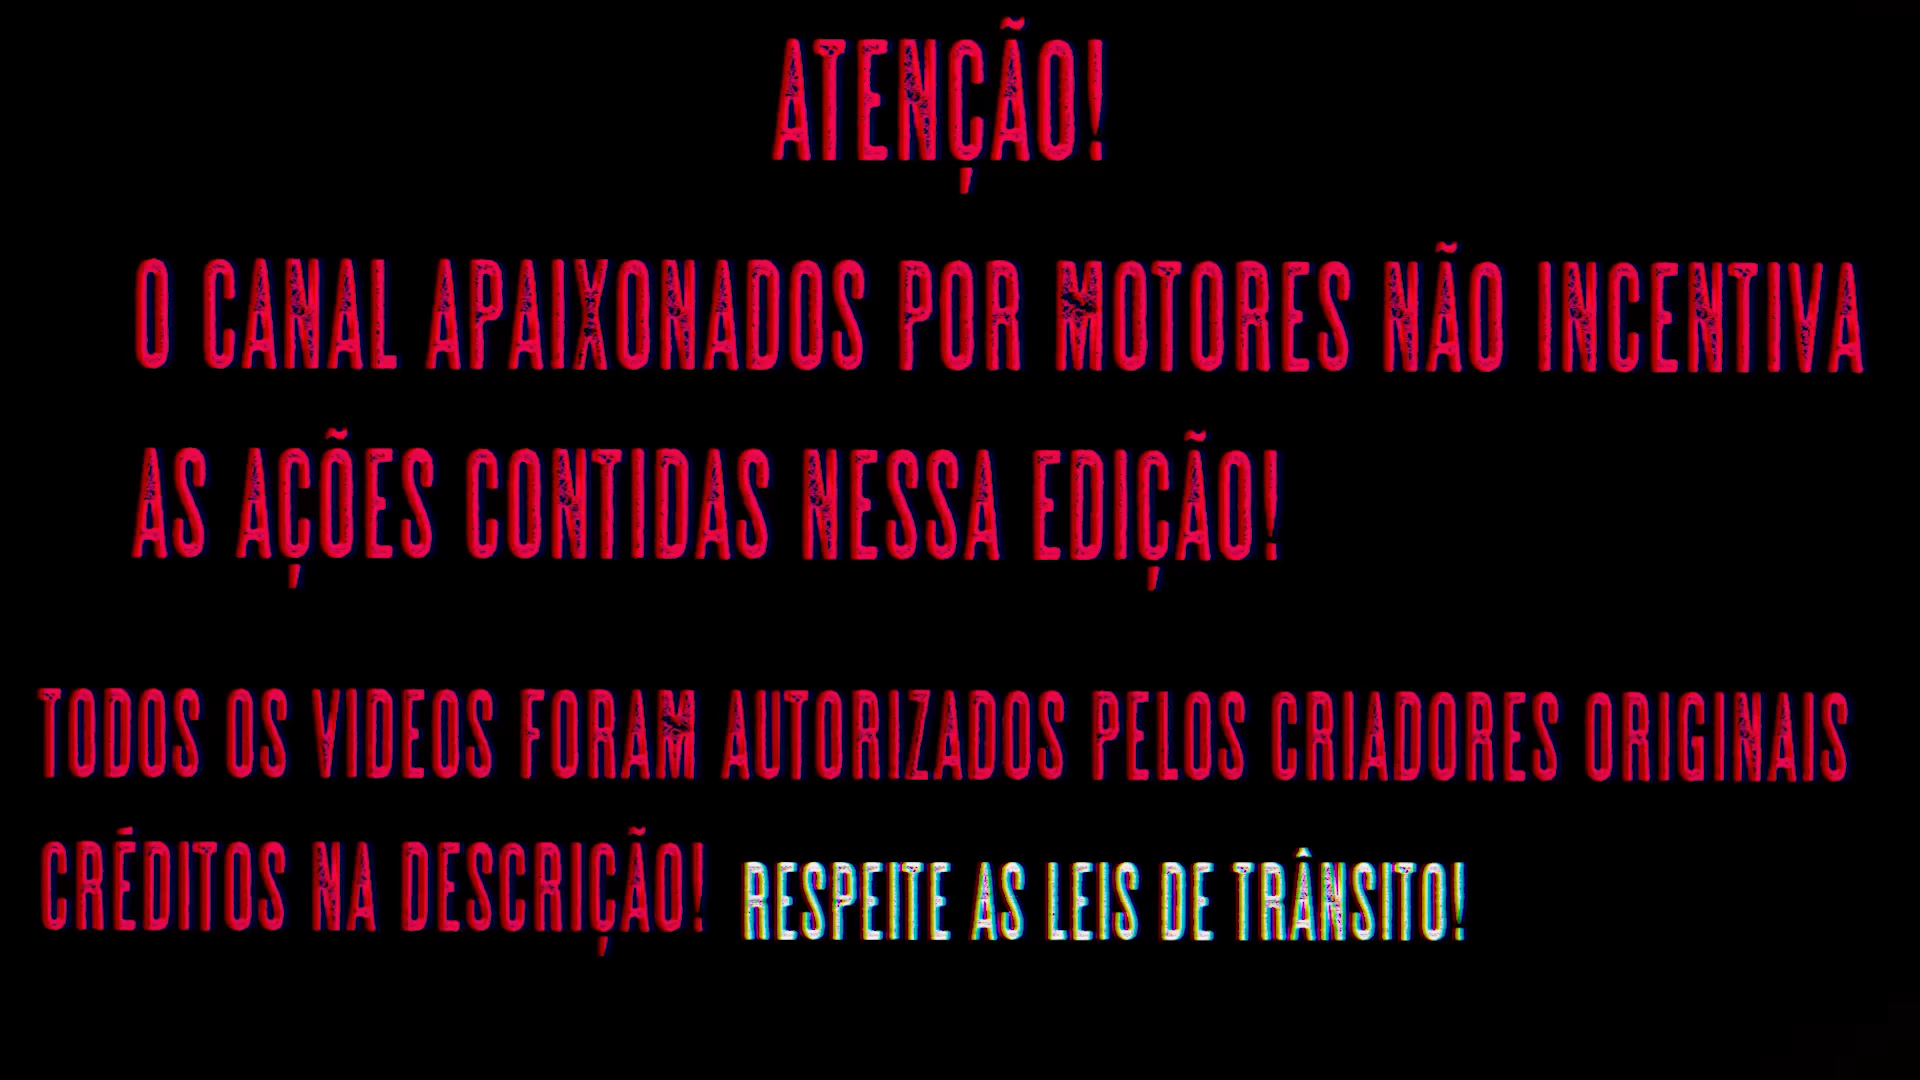 ATENÇÃO!
O CANAL APAIXONADOS POR MOTORES NÃO INCENTIVA
AS AÇÕES CONTIDAS NESSA EDIÇÃO!
TODOS OS VIDEOS FORAM AUTORIZADOS PELOS CRIADORES ORIGINAIS
CRÉDITOS NA DESCRIÇÃO! RESPEITE AS LEIS DE TRÂNSITO!